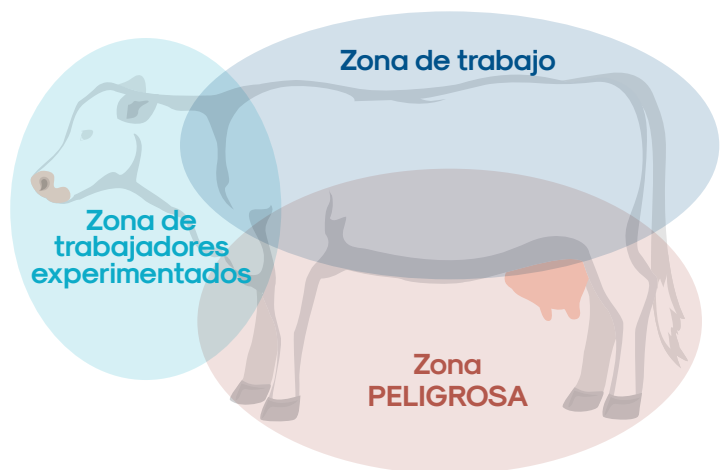 Zona de trabajo
Zona de
trabajadores
experimentados
Zona
PELIGROSA